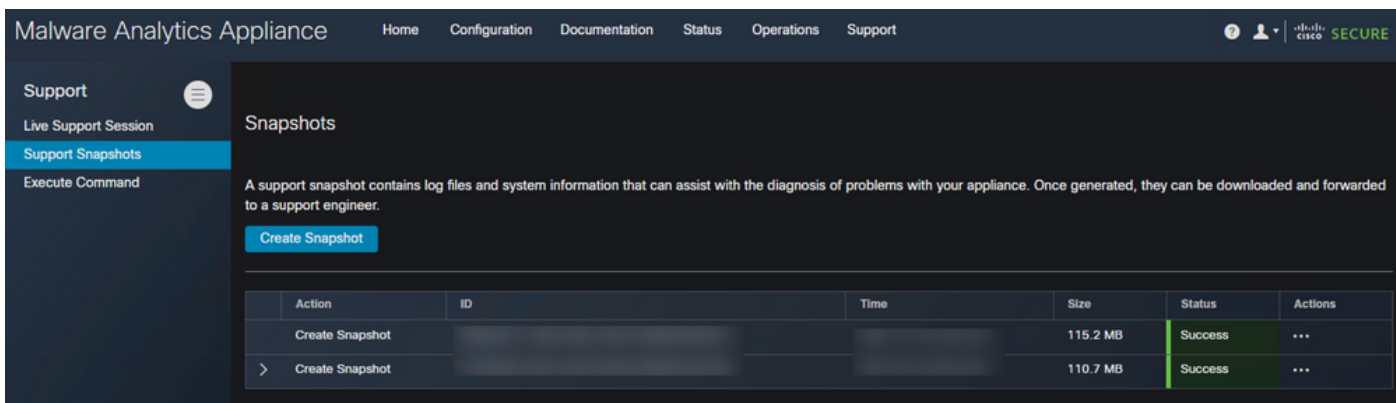 Malware Analytics Appliance Home Configuration Documentation Status Operations Support ? cisco SECURE
Support
Live Support Session
Support Snapshots
Execute Command
Snapshots
A support snapshot contains log files and system information that can assist with the diagnosis of problems with your appliance. Once generated, they can be downloaded and forwarded
to a support engineer.
Create Snapshot
Action ID Time Size Status Actions
Create Snapshot 115.2 MB Success ...
> Create Snapshot 110.7 MB Success ...